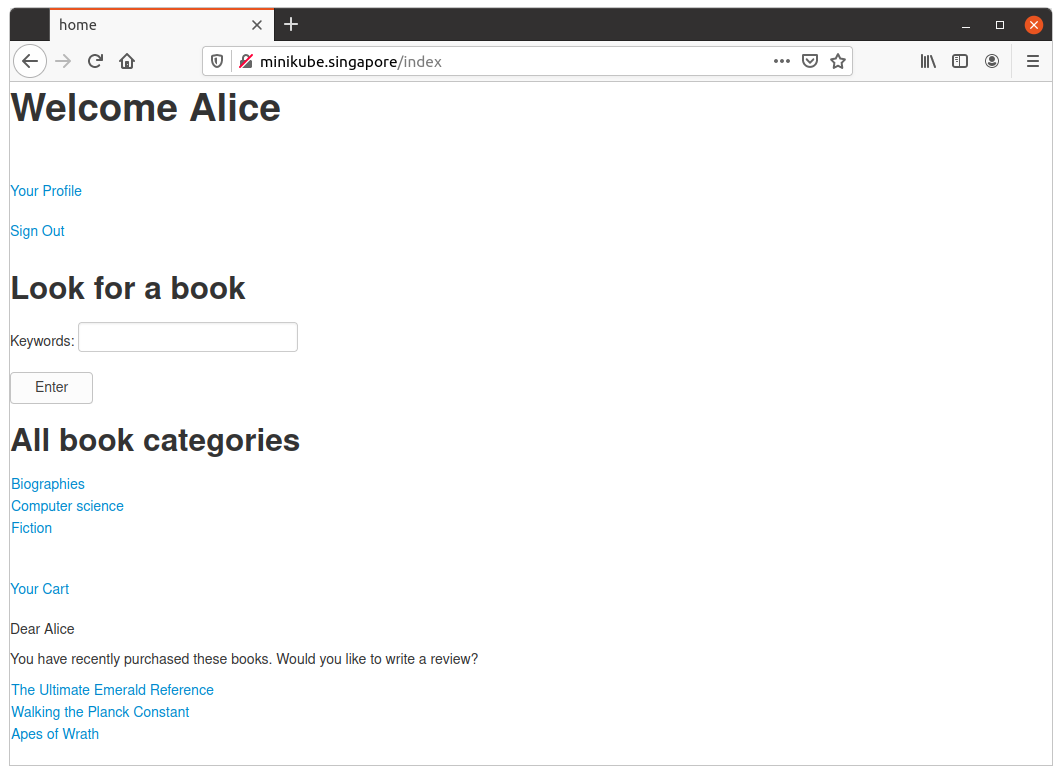 home
minikube.singapore/index
Welcome Alice
Your Profile
Sign Out
Look for a book
Keywords:
Enter
All book categories
Biographies
Computer science
Fiction
Your Cart
Dear Alice
You have recently purchased these books. Would you like to write a review?
The Ultimate Emerald Reference
Walking the Planck Constant
Apes of Wrath